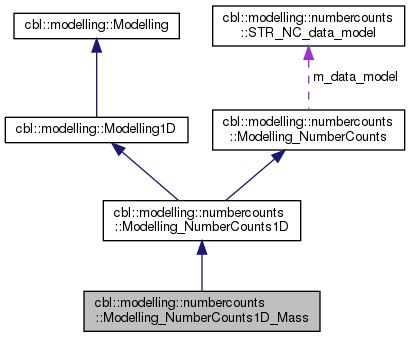 cbl::modelling::Modelling
cbl::modelling::numbercounts
::STR_NC_data_model
m_data_model
cbl::modelling::Modelling1D
cbl::modelling::numbercounts
::Modelling_NumberCounts
cbl::modelling::numbercounts
::Modelling_NumberCounts1D
cbl::modelling::numbercounts
::Modelling_NumberCounts1D_Mass